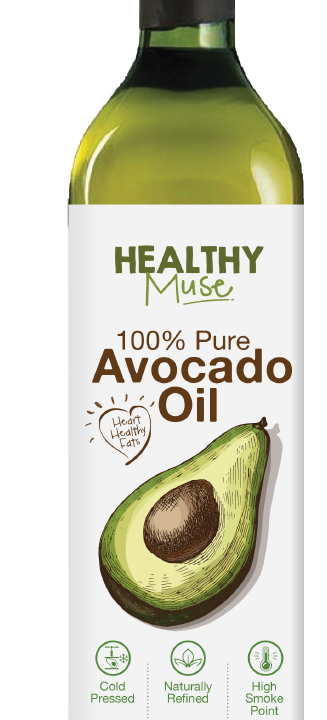 HEALTHY
Muse
100% Pure
Avocado
Oil
Heart
Healthy
Fats
Cold
Pressed
Naturally
Refined
High
Smoke
Point